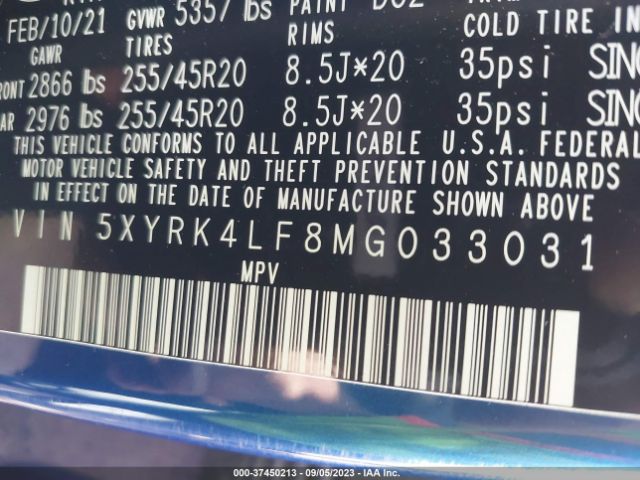 FEB/10/21 GVWR 5357 lbs PAINT
COLD TIRE
GAWR TIRES RIMS
FRONT 2866 lbs 255/45R20 8.5J*20 35psi
2976 lbs 255/45R20 8.5J*20 35psi
THIS VEHICLE CONFORMS TO ALL APPLICABLE U.S.A. FEDERAL
MOTOR VEHICLE SAFETY AND THEFT PREVENTION STANDARDS
IN EFFECT ON THE DATE OF MANUFACTURE SHOWN ABOVE
VIN 5XYRK4LF8MG033031
MPV
000-37450213 - 09/05/2023 - IAA Inc.